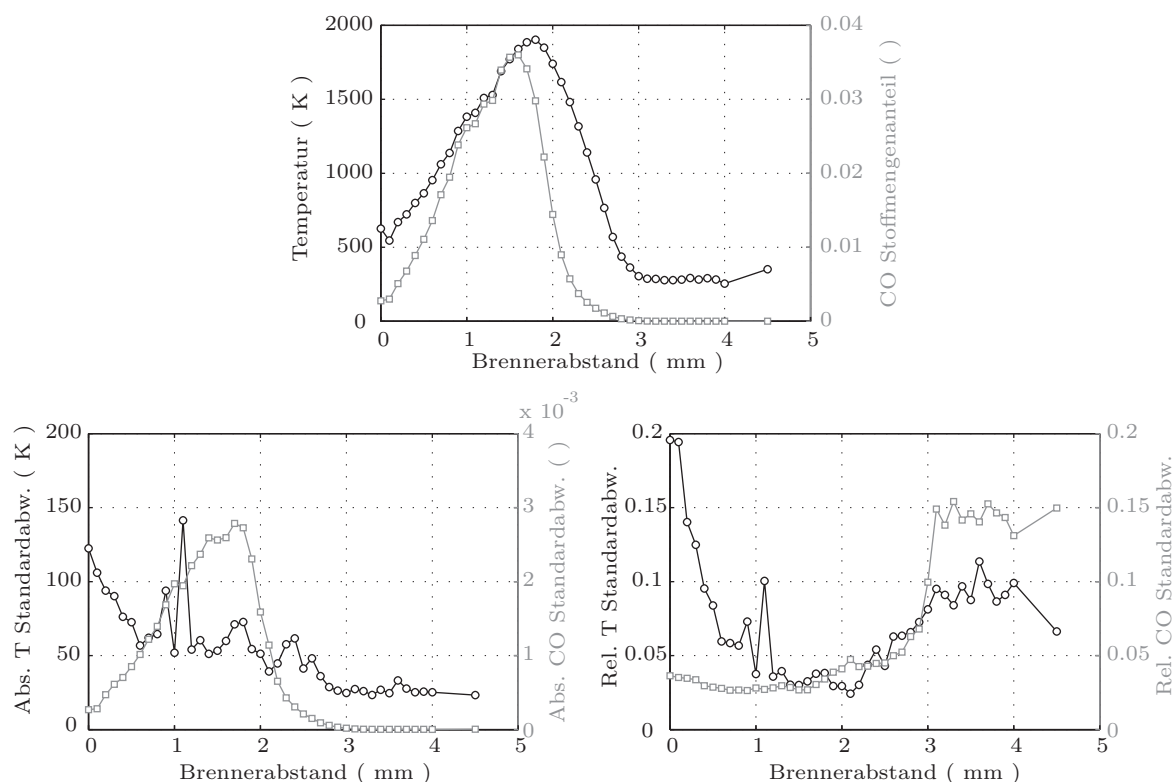 2000
1500
1000
500
0
Temperatur ( K )
0.04
0.03
0.02
0.01
0
CO Stoffmengenanteil ( )
0 1 2 3 4 5
Brennerabstand ( mm )
x 10-3
200
150
100
50
0
Abs. T Standardabw. ( K )
4
3
2
1
0
Abs. CO Standardabw. ( )
0 1 2 3 4 5
Brennerabstand ( mm )
0.2
0.15
0.1
0.05
0
Rel. T Standardabw.
0.2
0.15
0.1
0.05
0
Rel. CO Standardabw.
0 1 2 3 4 5
Brennerabstand ( mm )